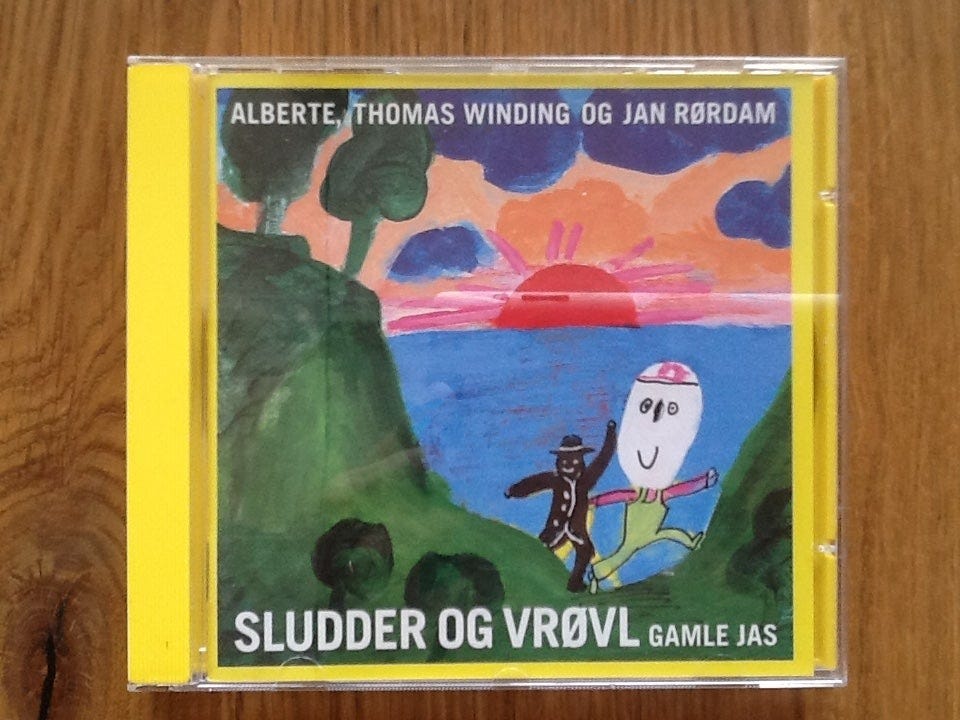 ALBERTE, THOMAS WINDING OG JAN RØRDAM
SLUDDER OG VRØVL GAMLE JAS